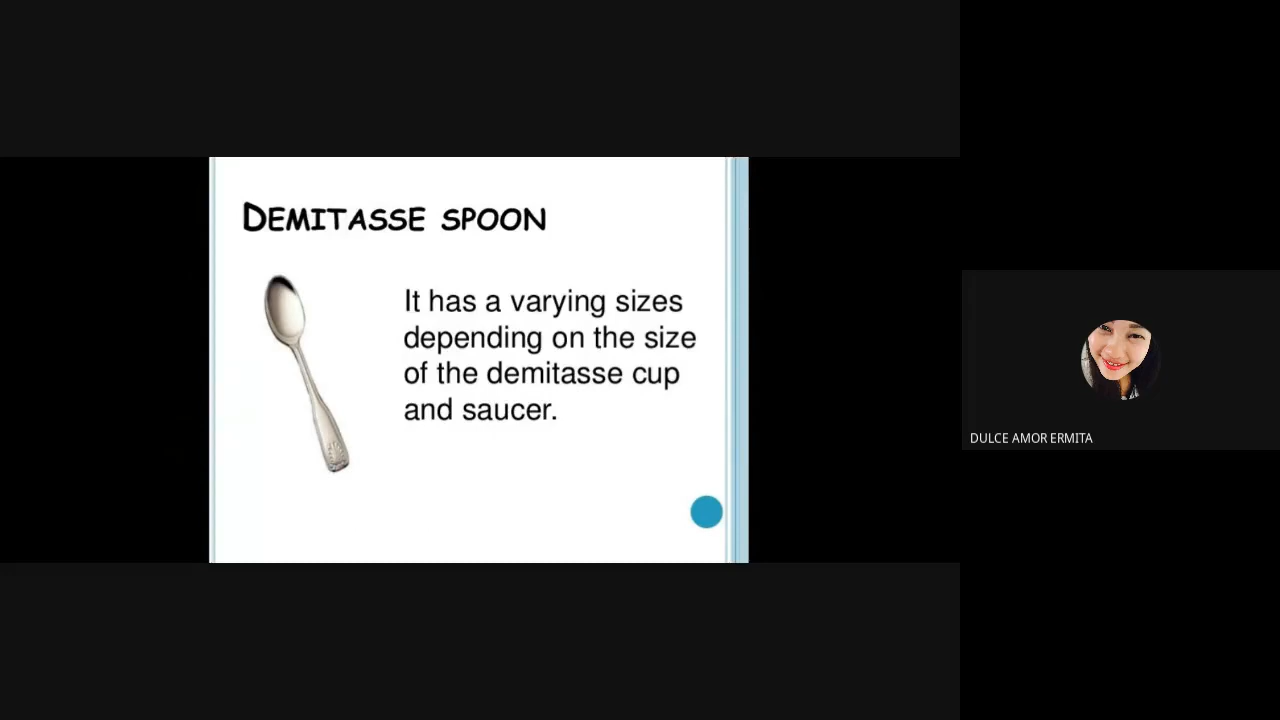 DEMITASSE SPOON
It has a varying sizes
depending on the size
of the demitasse cup
and saucer.
DULCE AMOR ERMITA